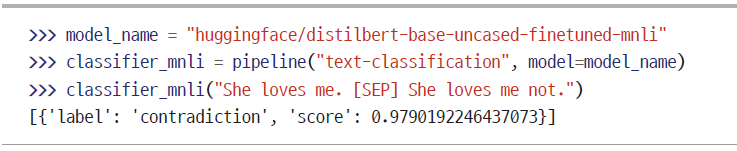 >>> model_name = "huggingface/distilbert-base-uncased-finetuned-mnli"
>>> classifier_mnli = pipeline("text-classification", model=model_name)
>>> classifier_mnli("She loves me. [SEP] She loves me not.")
[{'label': 'contradiction', 'score': 0.9790192246437073}]